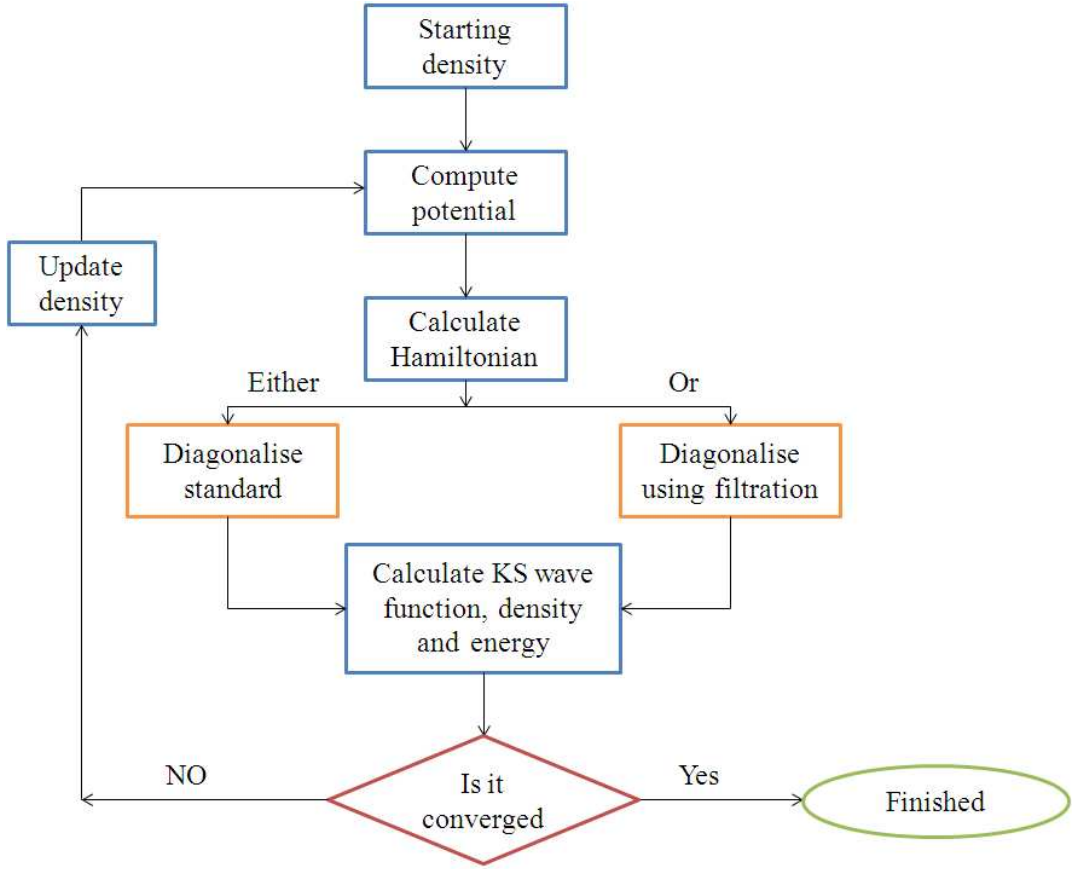 Starting
density
Compute
potential
Update
density
Calculate
Hamiltonian
Either
Or
Diagonalise
standard
Diagonalise
using filtration
Calculate KS wave
function, density
and energy
NO
Is it
converged
Yes
Finished